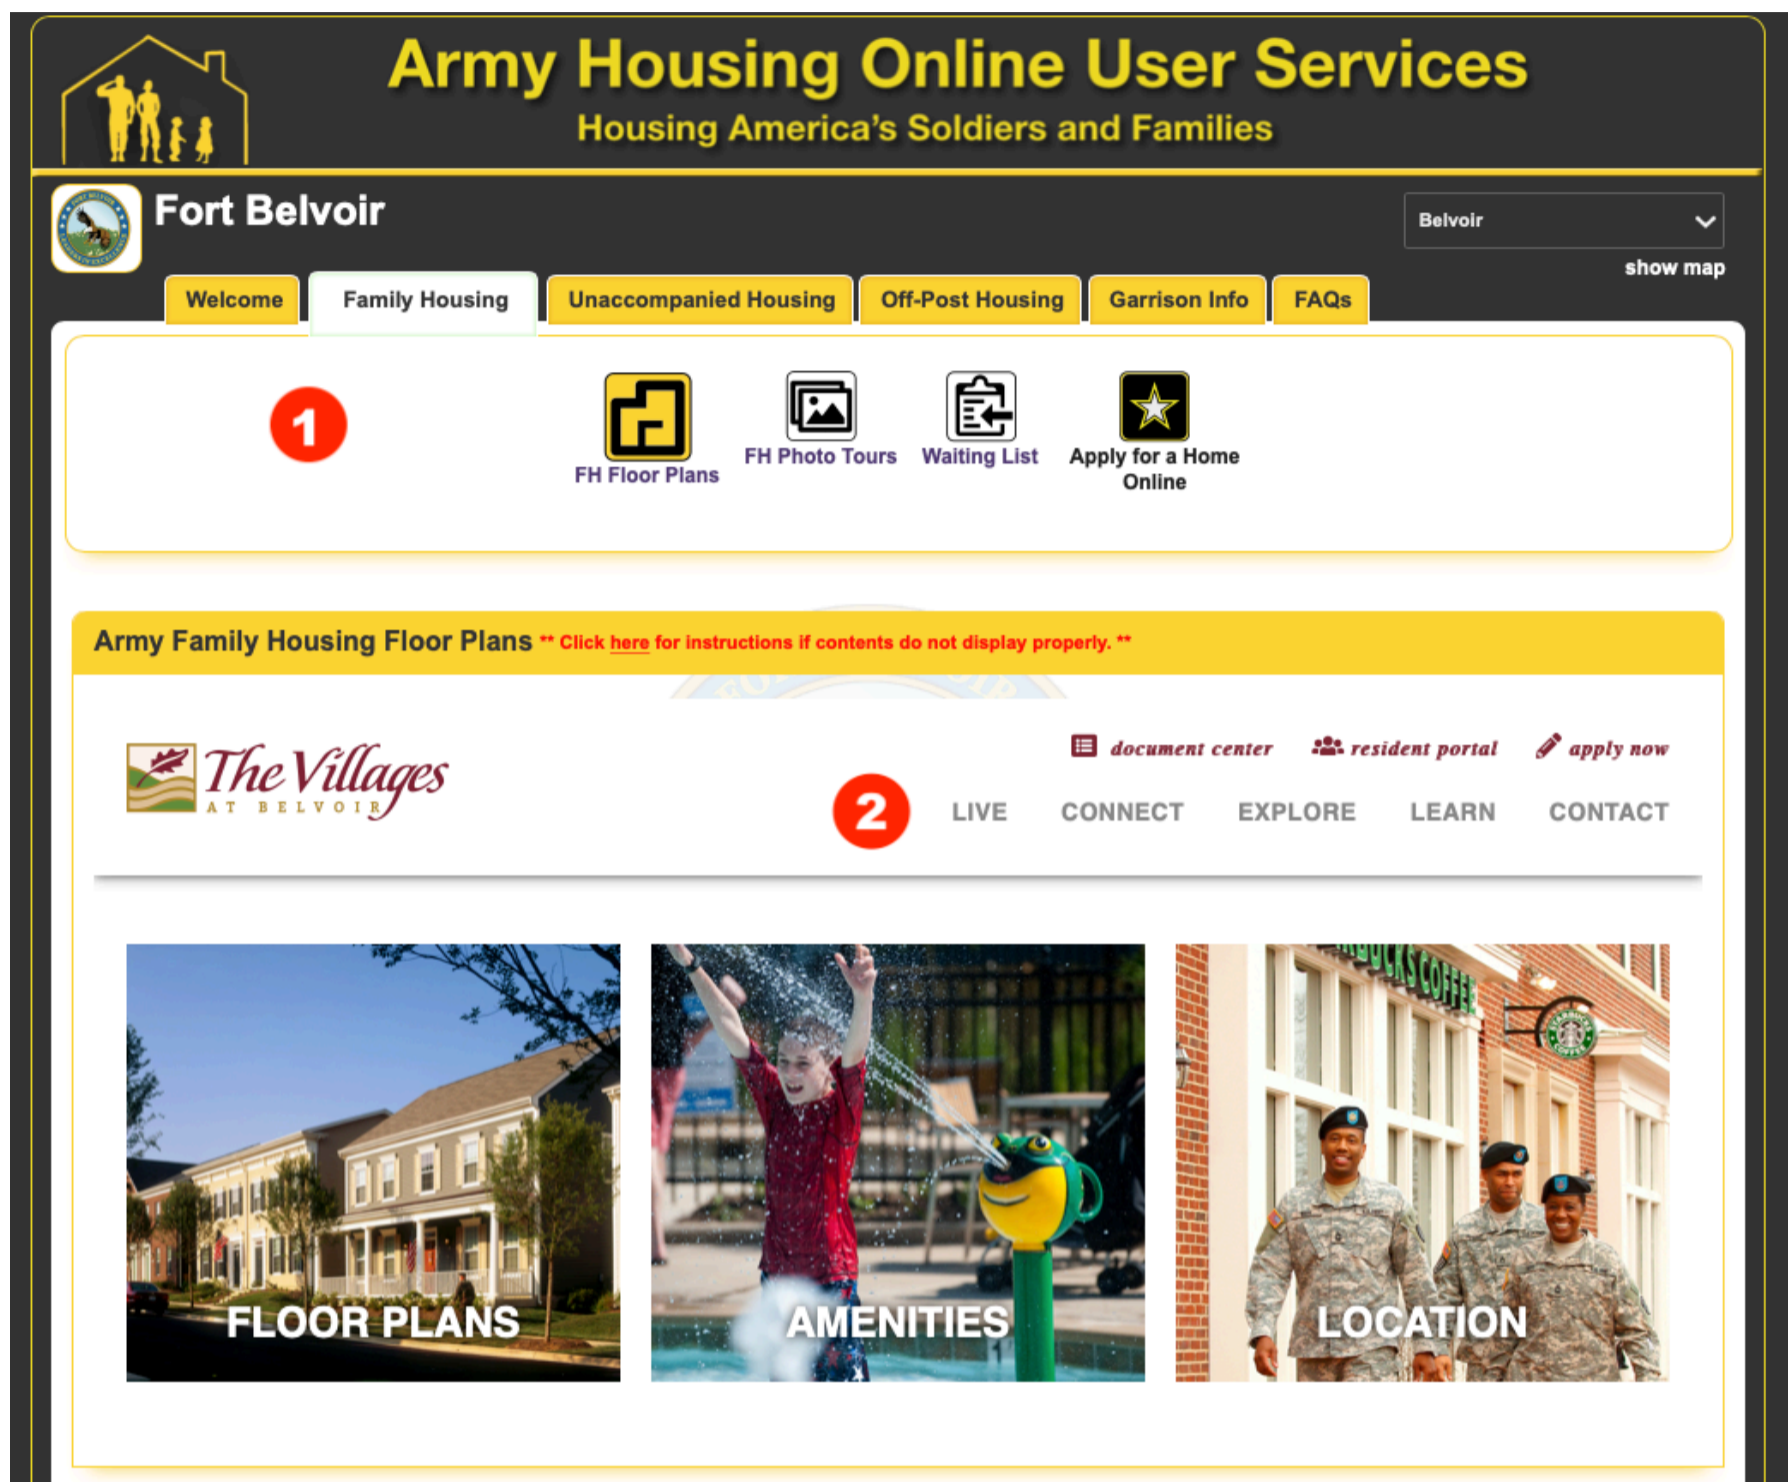 Army Housing Online User Services
Housing America's Soldiers and Families
Fort Belvoir
Belvoir
show map
Welcome
Family Housing
Unaccompanied Housing
Off-Post Housing
Garrison Info
FAQs
1
FH Floor Plans
FH Photo Tours
Waiting List
Apply for a Home
Online
Army Family Housing Floor Plans ** Click here for instructions if contents do not display properly. **
The Villages
AT BELVOIR
document center
resident portal
apply now
2
LIVE
CONNECT
EXPLORE
LEARN
CONTACT
FLOOR PLANS
AMENITIES
LOCATION